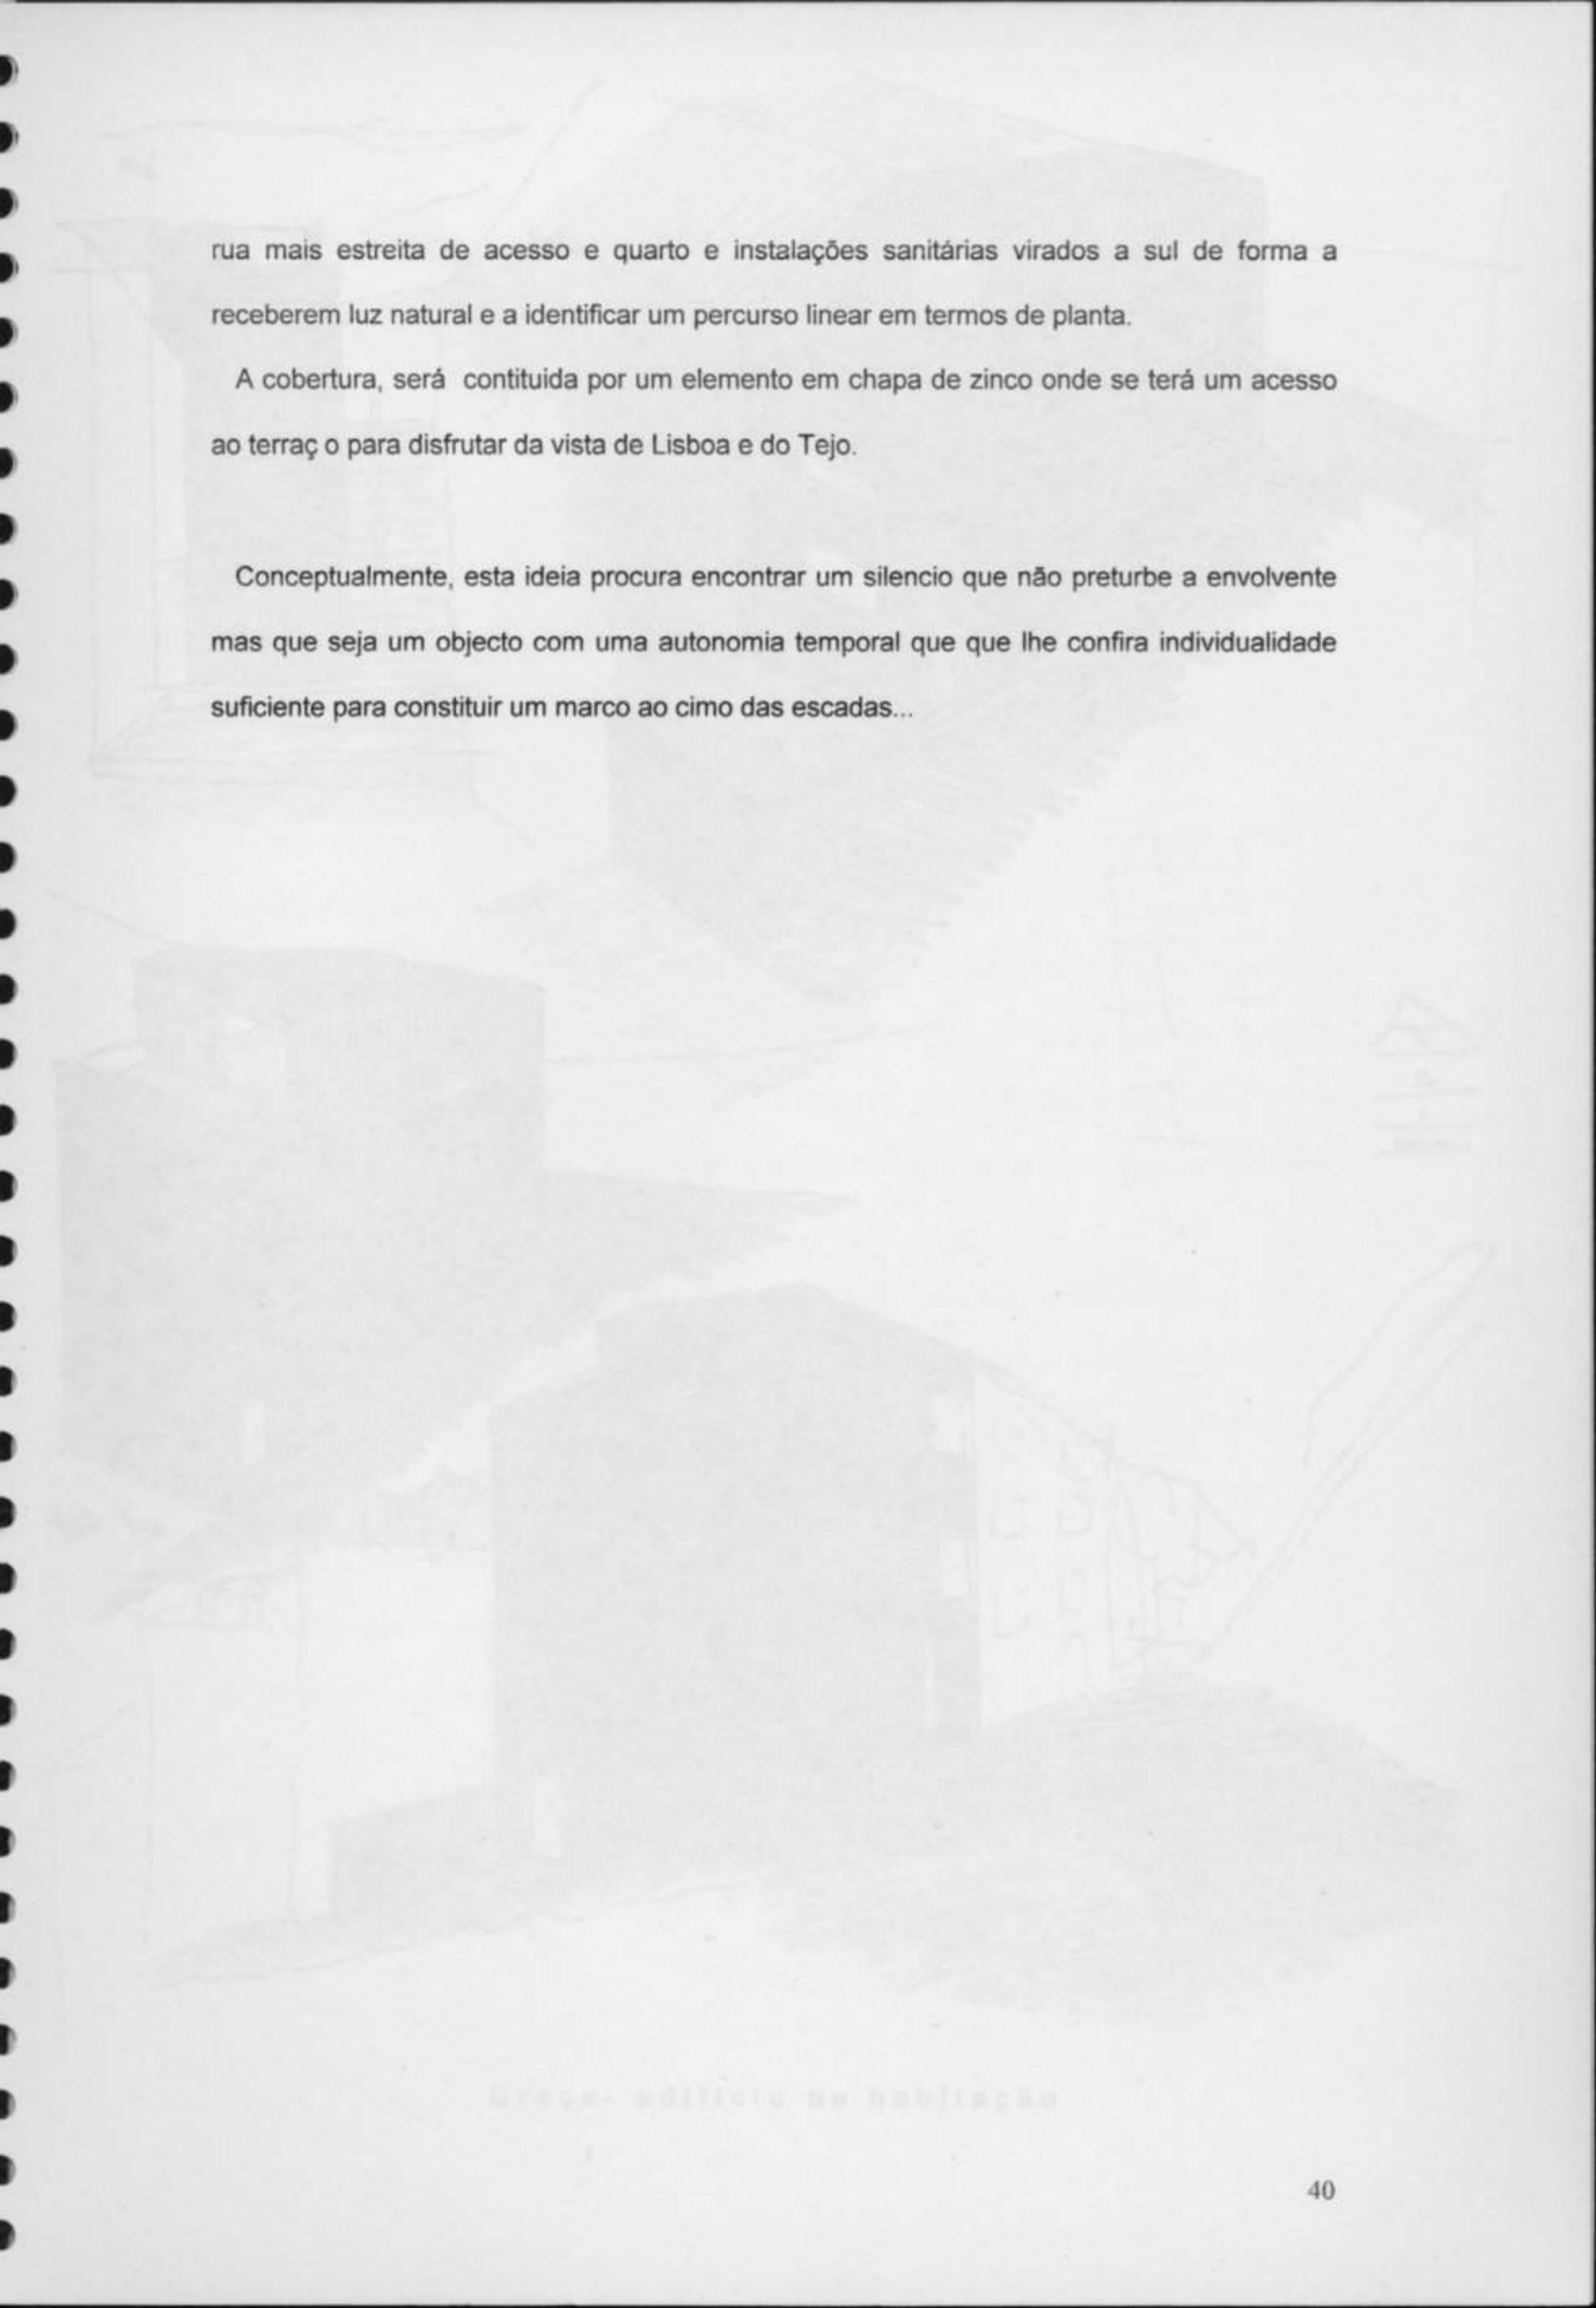 rua mais estreita de acesso e quarto e instalações sanitárias virados a sul de forma a
receberem luz natural e a identificar um percurso linear em termos de planta.
A cobertura, será contituida por um elemento em chapa de zinco onde se terá um acesso
ao terraç o para disfrutar da vista de Lisboa e do Tejo.
Conceptualmente, esta ideia procura encontrar um silencio que não preturbe a envolvente
mas que seja um objecto com uma autonomia temporal que que lhe confira individualidade
suficiente para constituir um marco ao cimo das escadas...
Graça- edifício de habitação
40